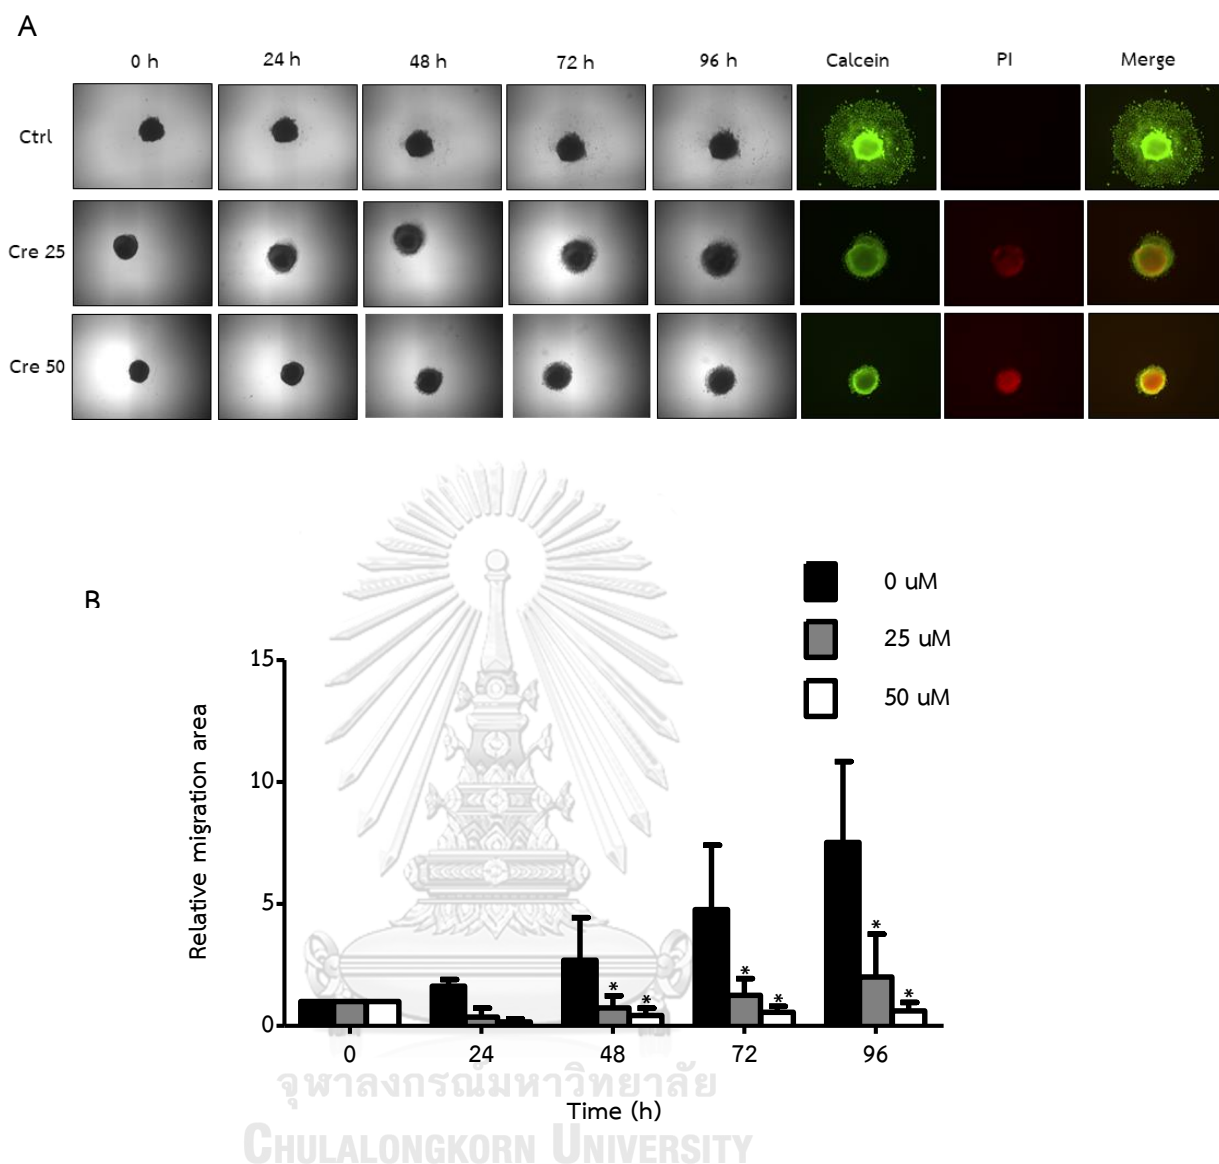 A
0 h 24 h 48 h 72 h 96 h Calcein PI Merge
Ctrl
Cre 25
Cre 50
B
0 uM
25 uM
50 uM
Relative migration area
15
10
5
0
* * * * * *
0 24 48 72 96
Time (h)
จุฬาลงกรณ์มหาวิทยาลัย
CHULALONGKORN UNIVERSITY